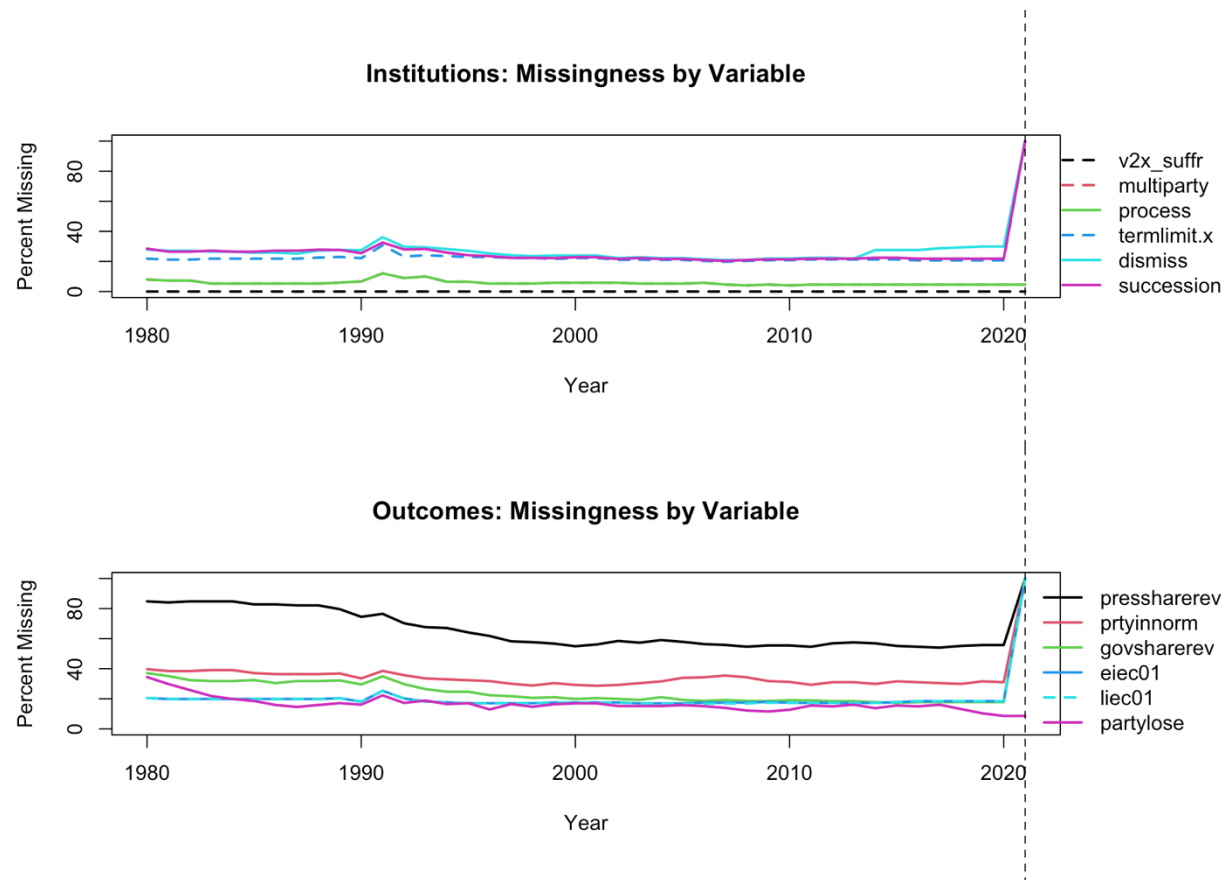 Institutions: Missingness by Variable
Percent Missing
80
40
0
1980 1990 2000 2010 2020
Year
v2x_suffr
multiparty
process
termlimit.x
dismiss
succession
Outcomes: Missingness by Variable
Percent Missing
80
40
0
1980 1990 2000 2010 2020
Year
pressharerev
prtyinnorm
govsharerev
eiec01
liec01
partylose